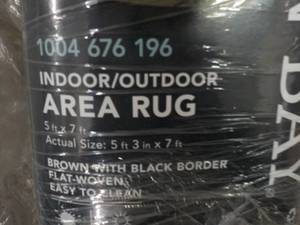 1004 676 196
INDOOR/OUTDOOR
AREA RUG
5 ft x 7 ft
Actual Size: 5 ft 3 in x 7 ft
BROWN WITH BLACK BORDER
FLAT-WOVEN
EASY TO CLEAN
N DAY